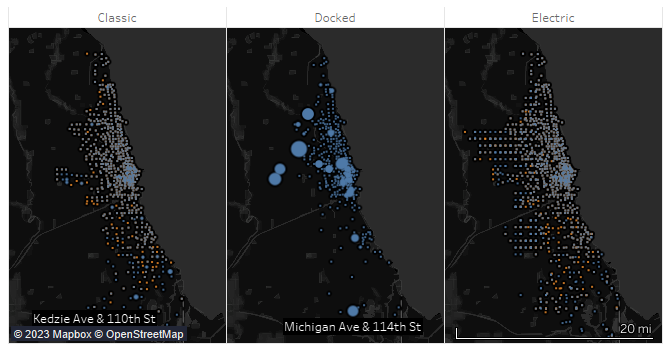 Classic Docked Electric
Kedzie Ave & 110th St
Michigan Ave & 114th St
20 mi
© 2023 Mapbox © OpenStreetMap